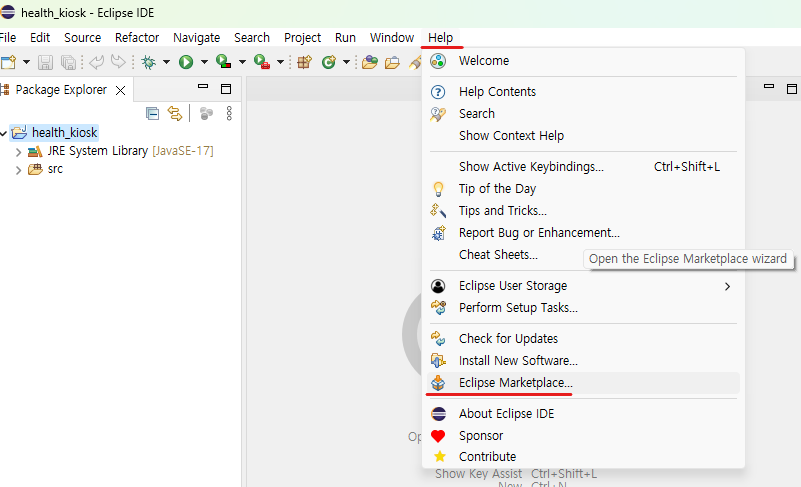 health_kiosk - Eclipse IDE
File Edit Source Refactor Navigate Search Project Run Window Help
Package Explorer
health_kiosk
JRE System Library [JavaSE-17]
src
Welcome
Help Contents
Search
Show Context Help
Show Active Keybindings... Ctrl+Shift+L
Tip of the Day
Tips and Tricks...
Report Bug or Enhancement...
Cheat Sheets...
Open the Eclipse Marketplace wizard
Eclipse User Storage
Perform Setup Tasks...
Check for Updates
Install New Software...
Eclipse Marketplace...
About Eclipse IDE
Sponsor
Contribute
Op
Show Key Assist Ctrl+Shift+L
New Ctrl+N